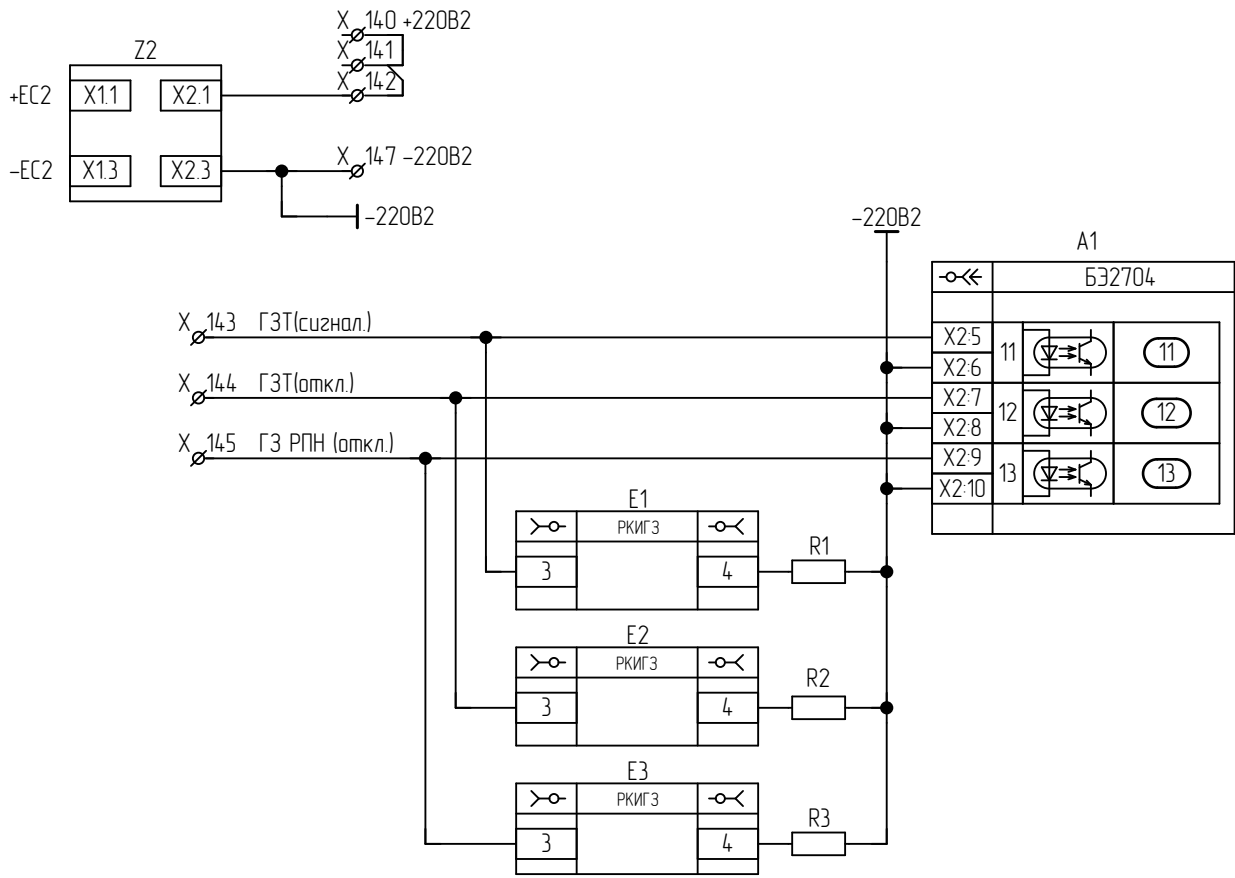 X 140 +220В2
X 141
X 142
Z2
+EC2 X1.1 X2.1
-EC2 X1.3 X2.3
X 147 -220В2
-220В2
-220В2
A1
БЭ2704
X 143 ГЗТ(сигнал.)
X 144 ГЗТ(откл.)
X 145 ГЗ РПН (откл.)
X2:5
X2:6
11 11
X2:7
X2:8
12 12
X2:9
X2:10
13 13
E1
РКИГЗ
3 4
R1
E2
РКИГЗ
3 4
R2
E3
РКИГЗ
3 4
R3